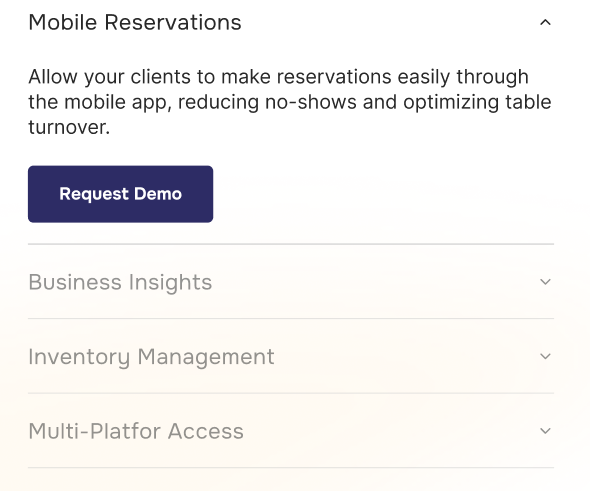 Mobile Reservations
Allow your clients to make reservations easily through
the mobile app, reducing no-shows and optimizing table
turnover.
Request Demo
Business Insights
Inventory Management
Multi-Platfor Access